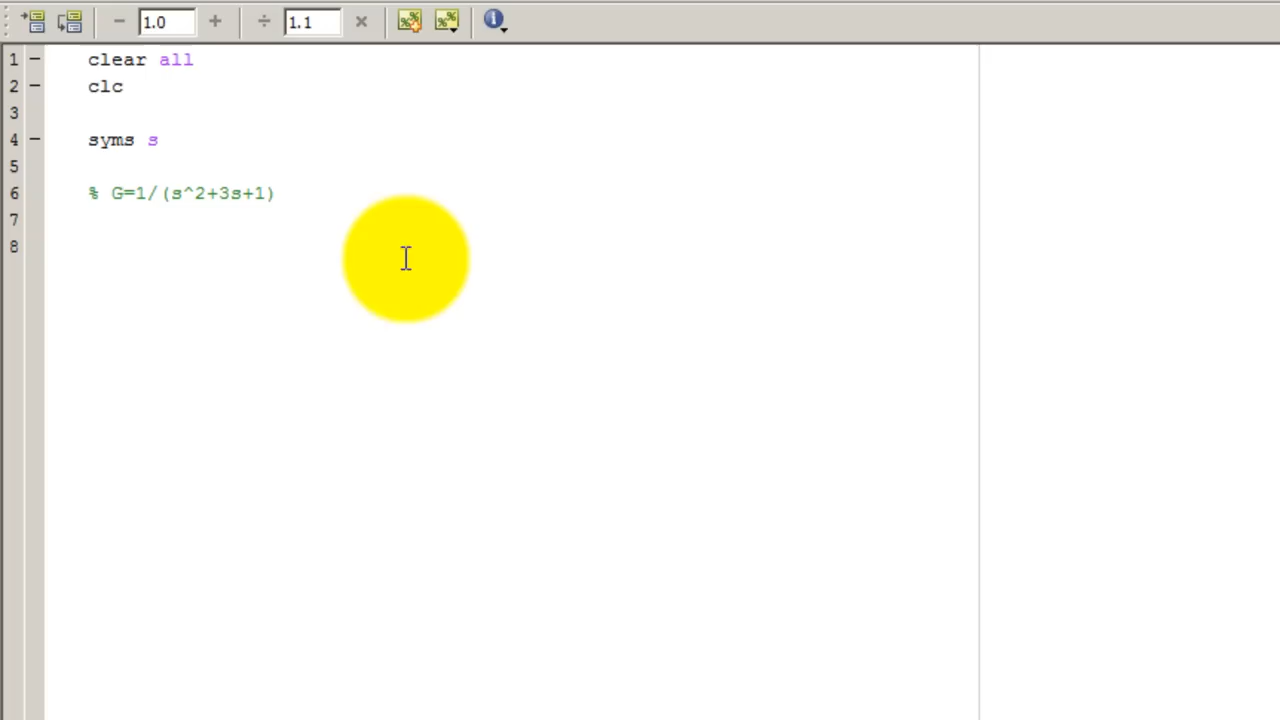 1.0 1.1
1 clear all
2 clc
3
4 syms s
5
6 % G=1/(s^2+3s+1)
7
8